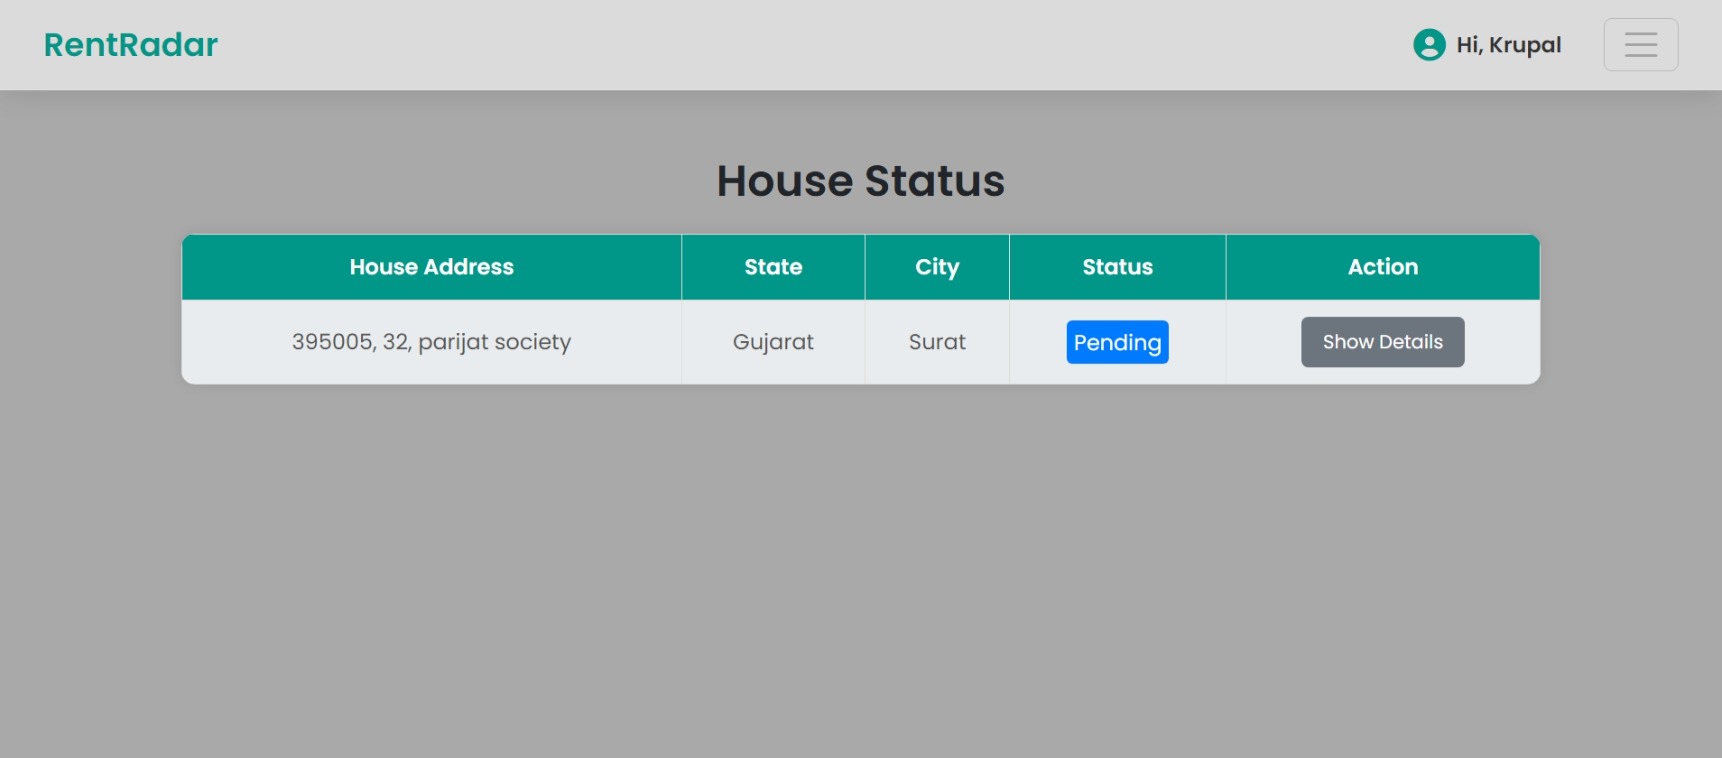 RentRadar
Hi, Krupal
House Status
House Address State City Status Action
395005, 32, parijat society Gujarat Surat Pending Show Details